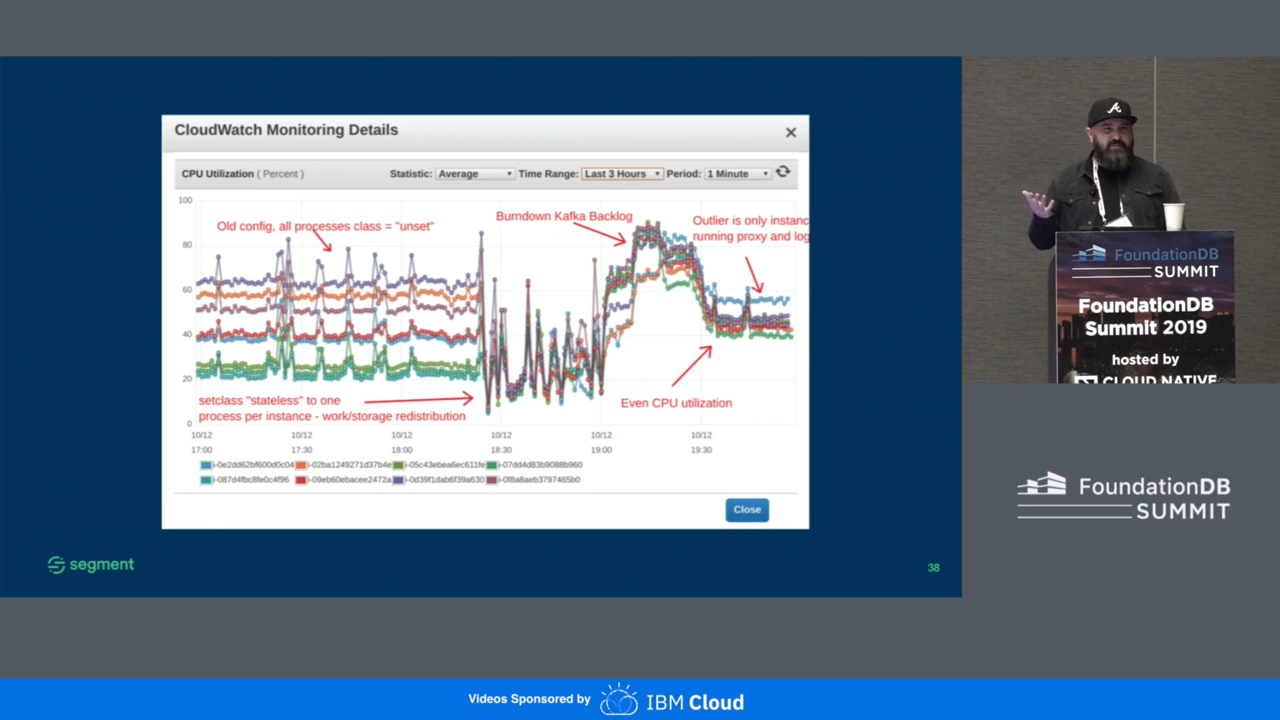 CloudWatch Monitoring Details
CPU Utilization ( Percent )
Statistic: Average
Time Range: Last 3 Hours
Period: 1 Minute
100
80
60
40
20
0
Old config, all processes class = "unset"
Burndown Kafka Backlog
Outlier is only instanc
running proxy and log
setclass "stateless" to one
process per instance - work/storage redistribution
Even CPU utilization
10/12
17:00
10/12
17:30
10/12
18:00
10/12
18:30
10/12
19:00
10/12
19:30
i-0e2dd62bf600d0c04
i-02ba1249271d37b4e
i-05c43ebea6ec611fe
i-07dd4d83b9088b960
i-087d4fbc8fe0c4f96
i-09eb60ebacee2472a
i-0d39f1dab6f39a630
i-0f8a8aeb3797465b0
Close
segment
38
FoundationDB
SUMMIT
FoundationDB
Summit 2019
hosted by
CLOUD NATIVE
FoundationDB
SUMMIT
Videos Sponsored by
IBM Cloud